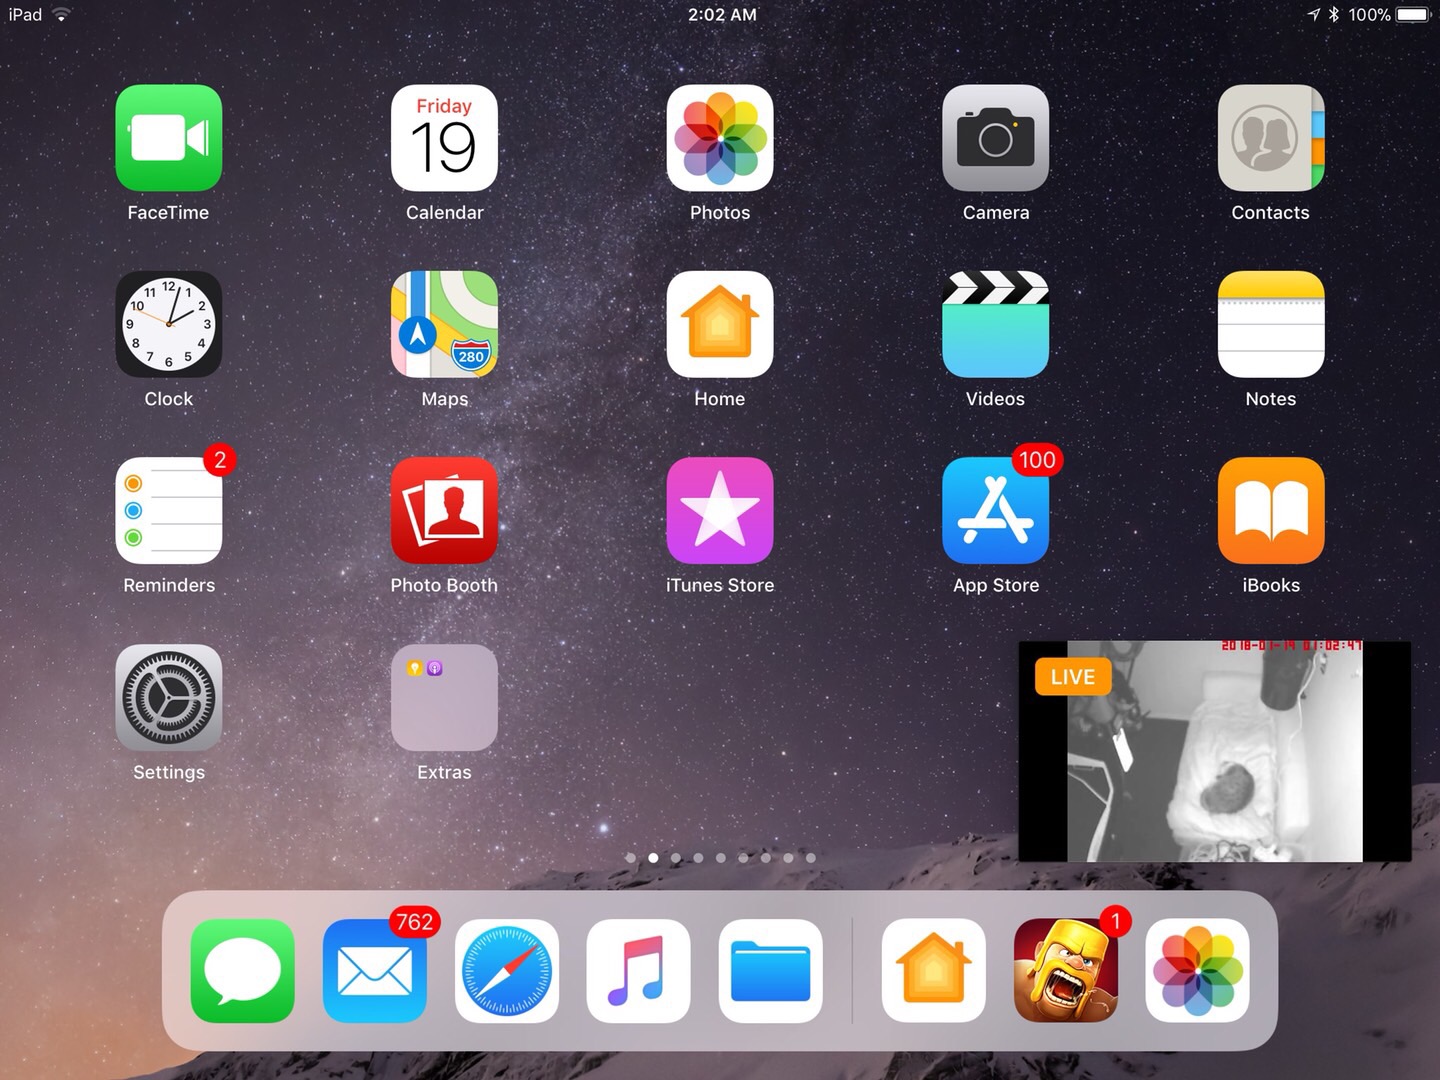 iPad 2:02 AM 100%
Friday
19
FaceTime Calendar Photos Camera Contacts
12
11 1
10 2
9 3
8 4
7 5
6
280
Clock Maps Home Videos Notes
2 100
Reminders Photo Booth iTunes Store App Store iBooks
2018-01-19 01:02:47
LIVE
Settings Extras
762 1